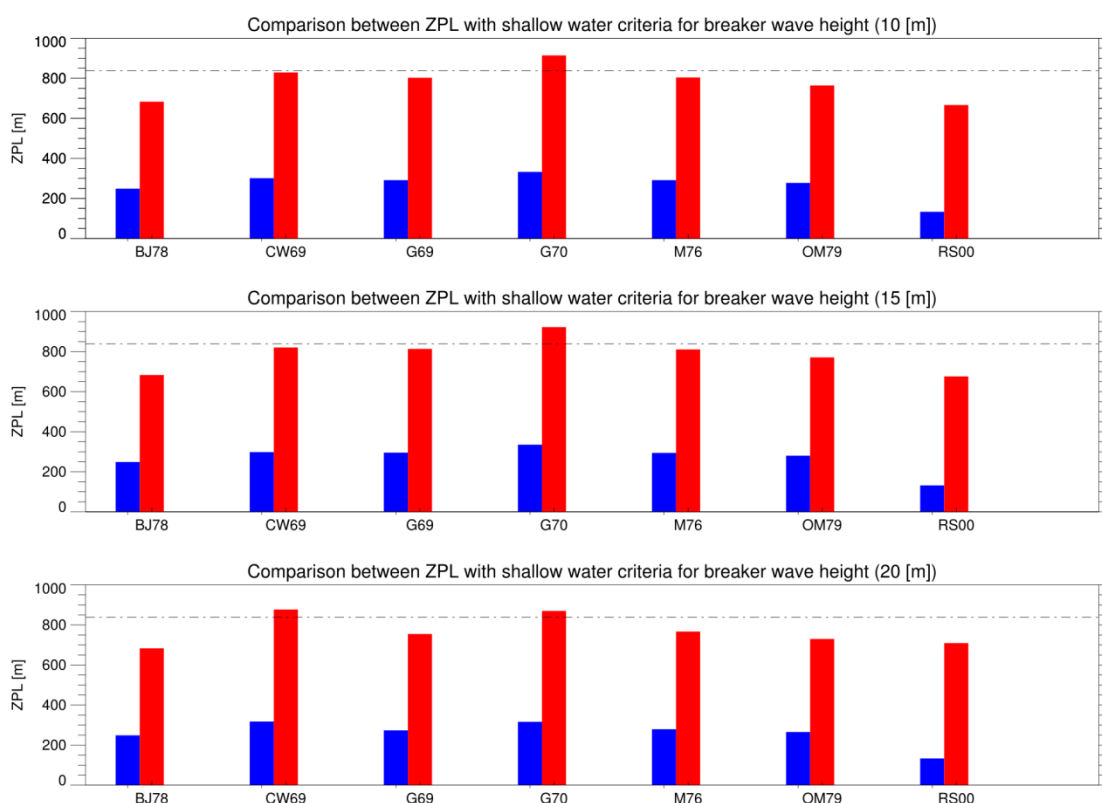 Comparison between ZPL with shallow water criteria for breaker wave height (10 [m])
1000
800
600
400
200
0
ZPL [m]
BJ78 CW69 G69 G70 M76 OM79 RS00
Comparison between ZPL with shallow water criteria for breaker wave height (15 [m])
1000
800
600
400
200
0
ZPL [m]
BJ78 CW69 G69 G70 M76 OM79 RS00
Comparison between ZPL with shallow water criteria for breaker wave height (20 [m])
1000
800
600
400
200
0
ZPL [m]
BJ78 CW69 G69 G70 M76 OM79 RS00